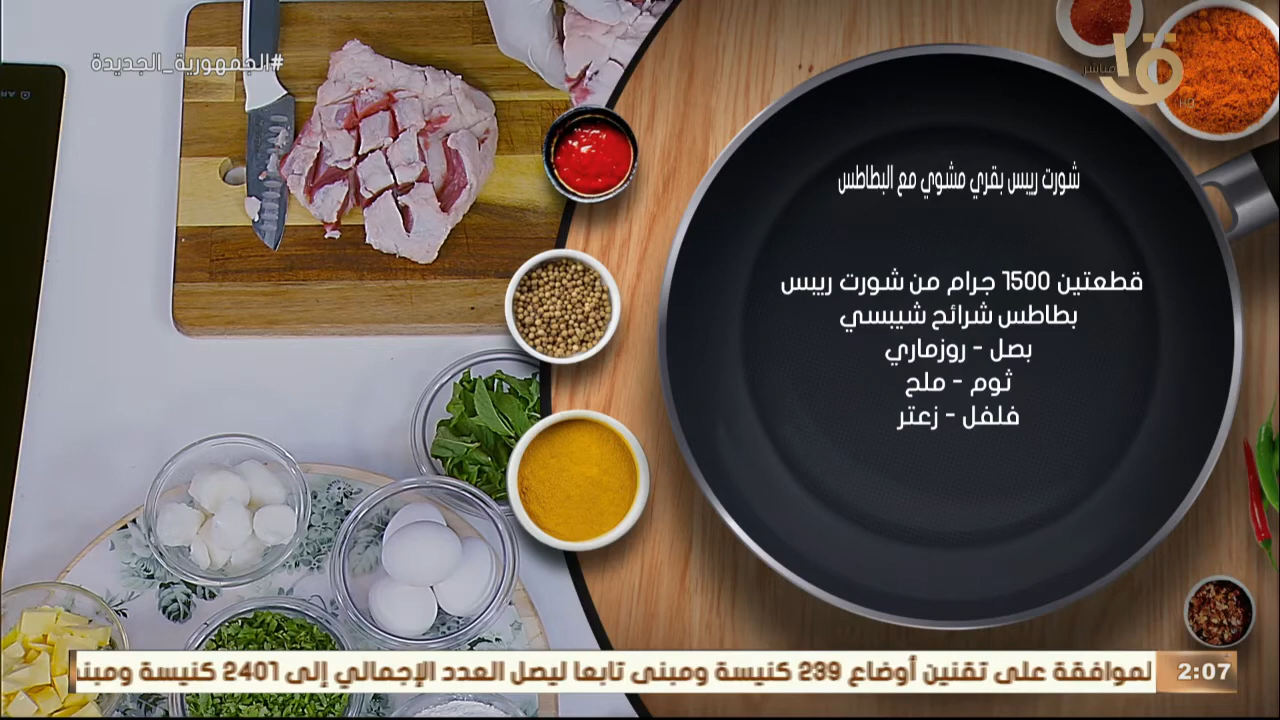 #الجمهورية_الجديدة
مباشر
HD
شورت ريبس بقري مشوي مع البطاطس
قطعتين 1500 جرام من شورت ريبس
بطاطس شرائح شيبسي
بصل - روزماري
ثوم - ملح
فلفل - زعتر
لموافقة على تقنين أوضاع 239 كنيسة ومبنى تابعا ليصل العدد الإجمالي إلى 2401 كنيسة ومبنى
2:07